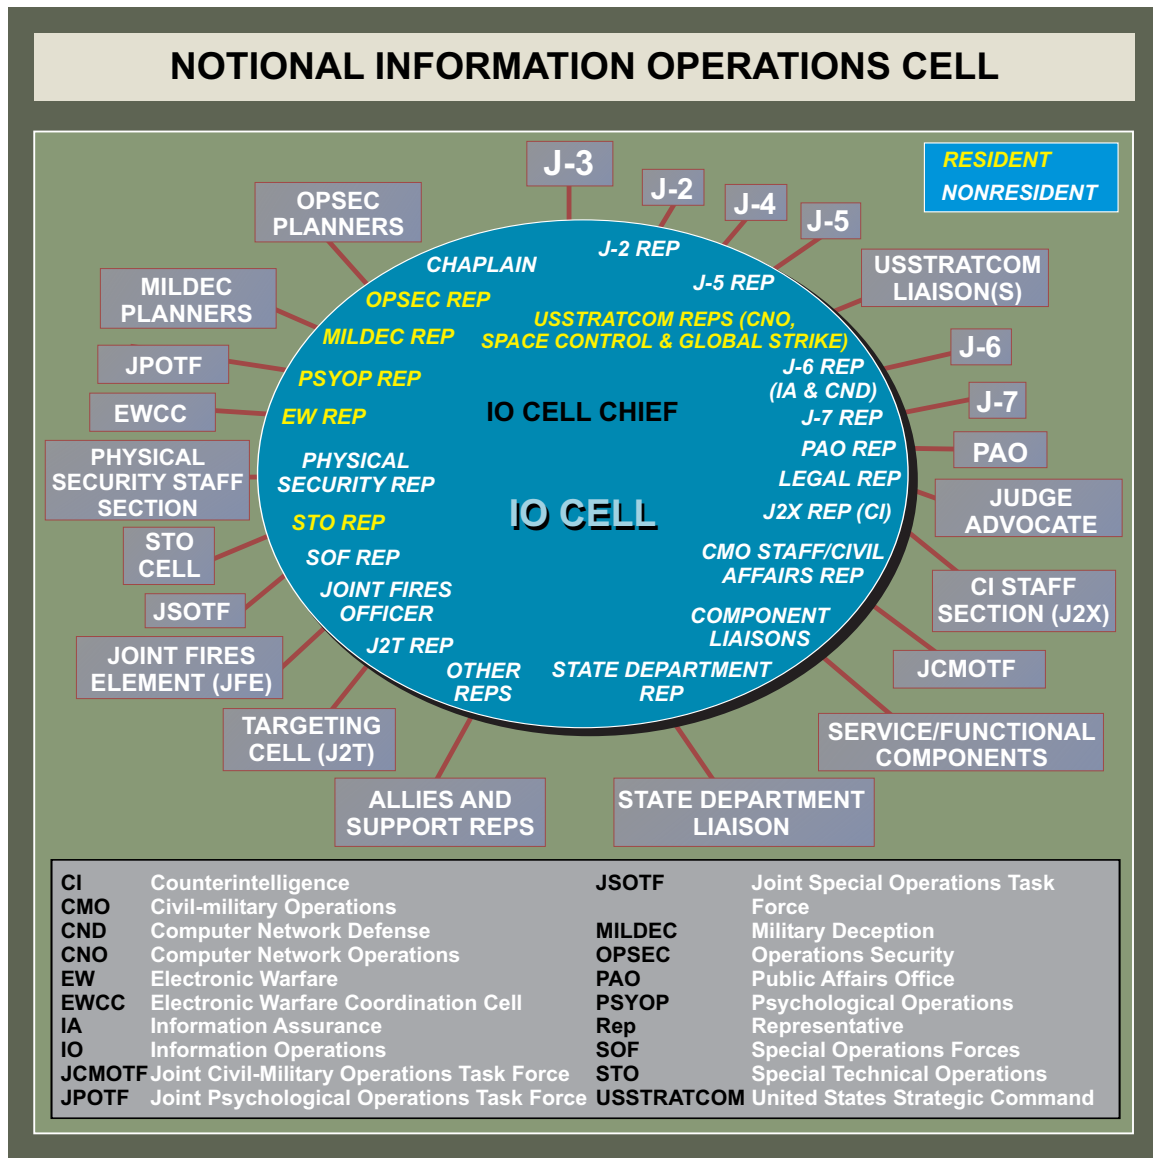 NOTIONAL INFORMATION OPERATIONS CELL
RESIDENT
NONRESIDENT
J-3
J-2
J-4
J-5
OPSEC
PLANNERS
MILDEC
PLANNERS
JPOTF
EWCC
PHYSICAL
SECURITY STAFF
SECTION
STO
CELL
JSOTF
JOINT FIRES
ELEMENT (JFE)
TARGETING
CELL (J2T)
ALLIES AND
SUPPORT REPS
STATE DEPARTMENT
LIAISON
SERVICE/FUNCTIONAL
COMPONENTS
JCMOTF
CI STAFF
SECTION (J2X)
JUDGE
ADVOCATE
PAO
J-7
J-6
USSTRATCOM
LIAISON(S)
CHAPLAIN
OPSEC REP
MILDEC REP
PSYOP REP
EW REP
PHYSICAL
SECURITY REP
STO REP
SOF REP
JOINT FIRES
OFFICER
J2T REP
OTHER
REPS
STATE DEPARTMENT
REP
COMPONENT
LIAISONS
CMO STAFF/CIVIL
AFFAIRS REP
J2X REP (CI)
LEGAL REP
PAO REP
J-7 REP
J-6 REP
(IA & CND)
USSTRATCOM REPS (CNO,
SPACE CONTROL & GLOBAL STRIKE)
J-5 REP
J-2 REP
IO CELL CHIEF
IO CELL
CI Counterintelligence
CMO Civil-military Operations
CND Computer Network Defense
CNO Computer Network Operations
EW Electronic Warfare
EWCC Electronic Warfare Coordination Cell
IA Information Assurance
IO Information Operations
JCMOTF Joint Civil-Military Operations Task Force
JPOTF Joint Psychological Operations Task Force
JSOTF Joint Special Operations Task
Force
MILDEC Military Deception
OPSEC Operations Security
PAO Public Affairs Office
PSYOP Psychological Operations
Rep Representative
SOF Special Operations Forces
STO Special Technical Operations
USSTRATCOM United States Strategic Command